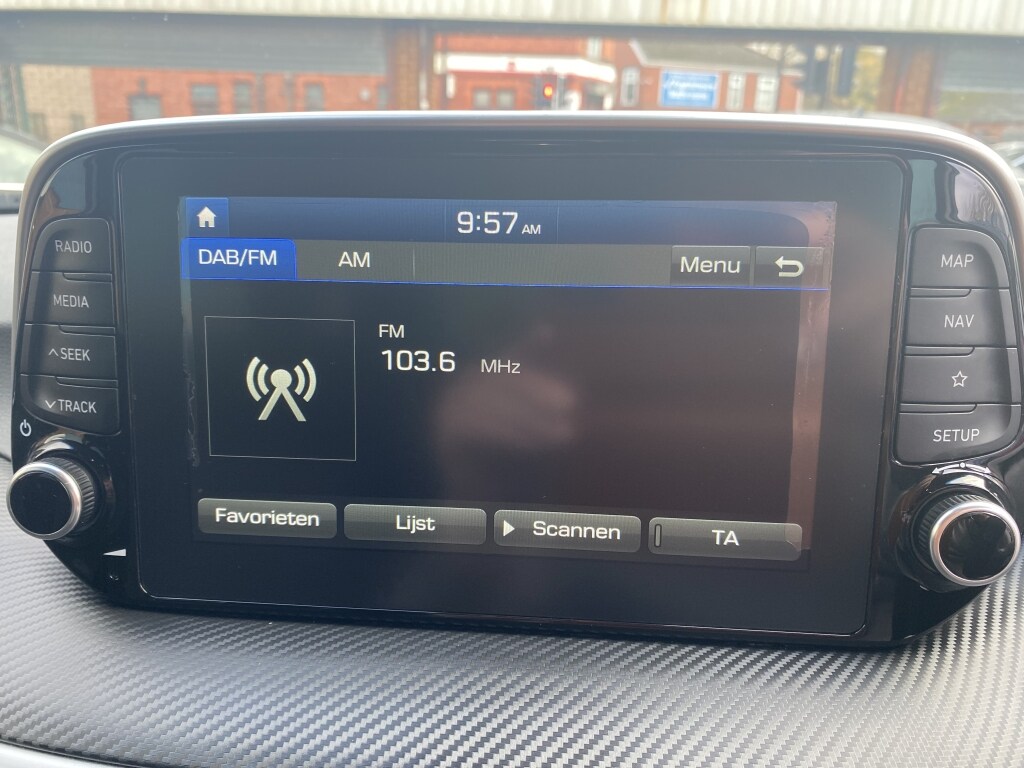 9:57 AM
DAB/FM AM Menu
FM
103.6 MHz
Favorieten Lijst Scannen TA
RADIO
MEDIA
SEEK
TRACK
MAP
NAV
SETUP